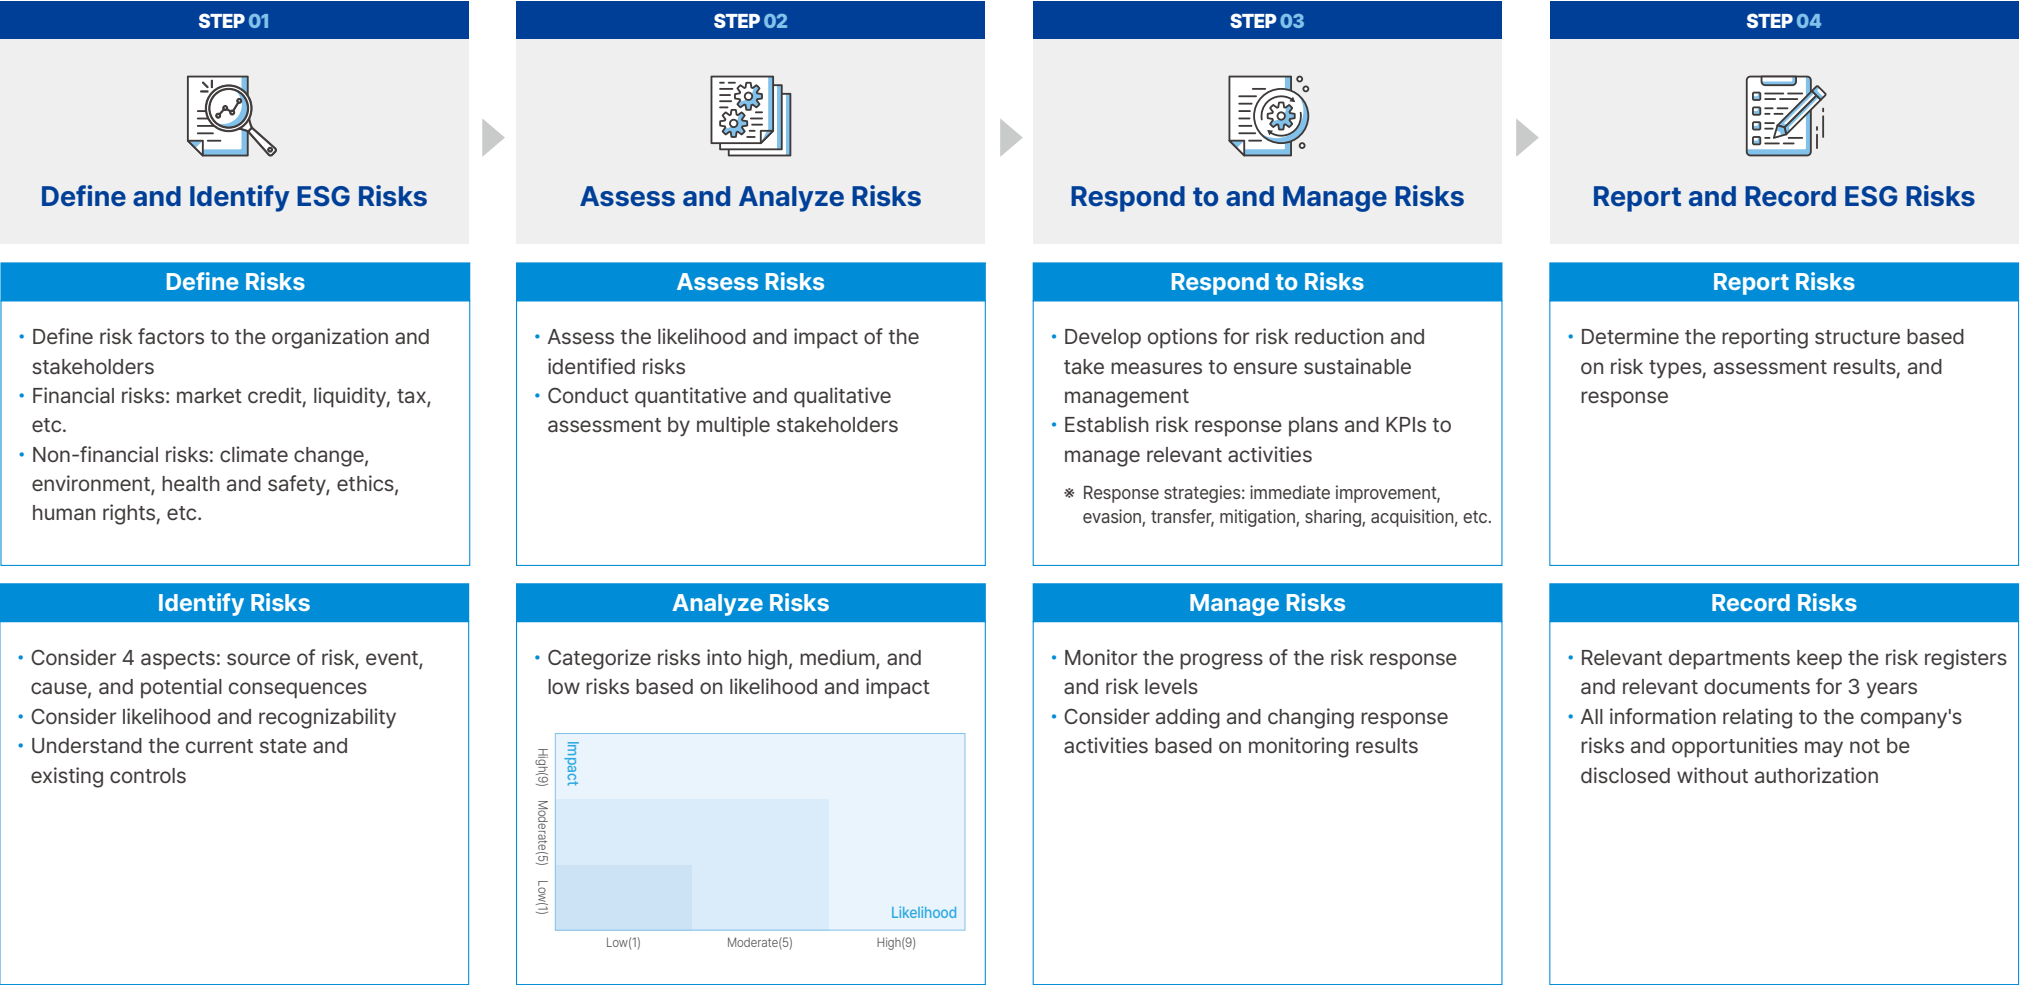 STEP 01
Define and Identify ESG Risks
Define Risks
• Define risk factors to the organization and
stakeholders
• Financial risks: market credit, liquidity, tax,
etc.
• Non-financial risks: climate change,
environment, health and safety, ethics,
human rights, etc.
Identify Risks
• Consider 4 aspects: source of risk, event,
cause, and potential consequences
• Consider likelihood and recognizability
• Understand the current state and
existing controls
STEP 02
Assess and Analyze Risks
Assess Risks
• Assess the likelihood and impact of the
identified risks
• Conduct quantitative and qualitative
assessment by multiple stakeholders
Analyze Risks
• Categorize risks into high, medium, and
low risks based on likelihood and impact
Impact
High(9)
Moderate(5)
Low(1)
Likelihood
Low(1)
Moderate(5)
High(9)
STEP 03
Respond to and Manage Risks
Respond to Risks
• Develop options for risk reduction and
take measures to ensure sustainable
management
• Establish risk response plans and KPIs to
manage relevant activities
※ Response strategies: immediate improvement,
evasion, transfer, mitigation, sharing, acquisition, etc.
Manage Risks
• Monitor the progress of the risk response
and risk levels
• Consider adding and changing response
activities based on monitoring results
STEP 04
Report and Record ESG Risks
Report Risks
• Determine the reporting structure based
on risk types, assessment results, and
response
Record Risks
• Relevant departments keep the risk registers
and relevant documents for 3 years
• All information relating to the company's
risks and opportunities may not be
disclosed without authorization